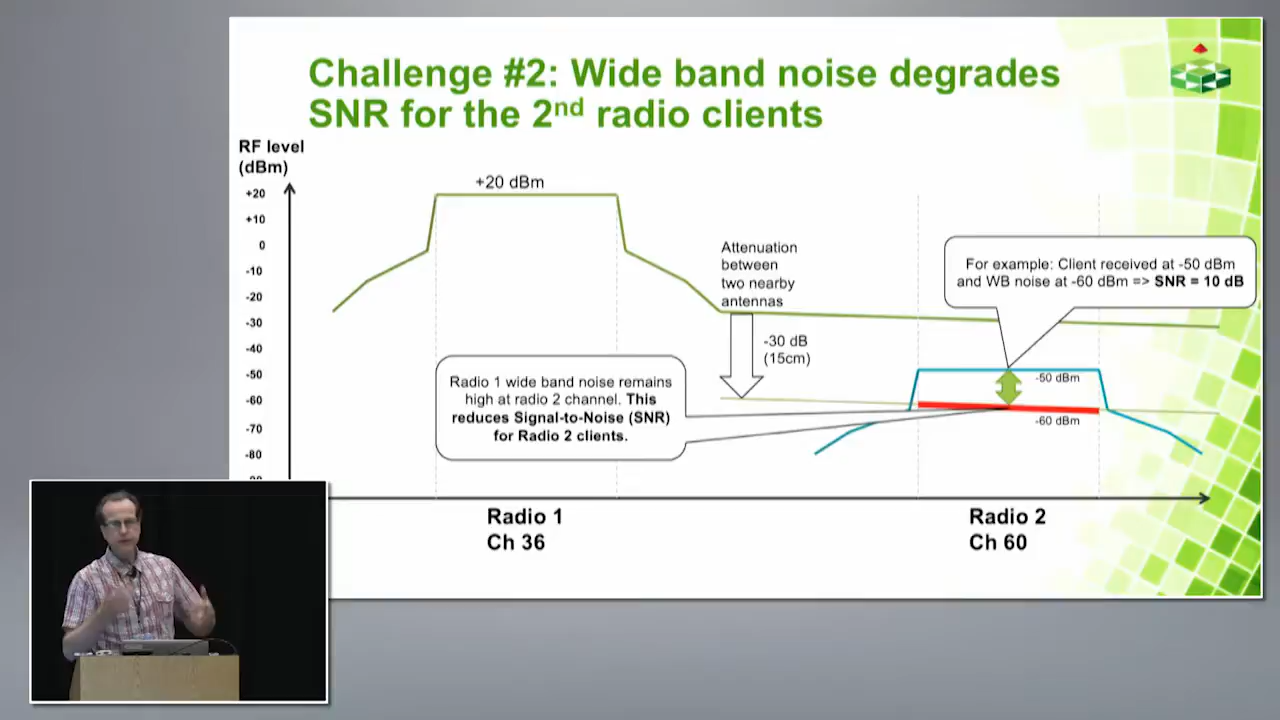 Challenge #2: Wide band noise degrades
SNR for the 2nd radio clients
RF level
(dBm)
+20
+10
0
-10
-20
-30
-40
-50
-60
-70
-80
+20 dBm
Attenuation
between
two nearby
antennas
-30 dB
(15cm)
For example: Client received at -50 dBm
and WB noise at -60 dBm => SNR = 10 dB
Radio 1 wide band noise remains
high at radio 2 channel. This
reduces Signal-to-Noise (SNR)
for Radio 2 clients.
-50 dBm
-60 dBm
Radio 1
Ch 36
Radio 2
Ch 60